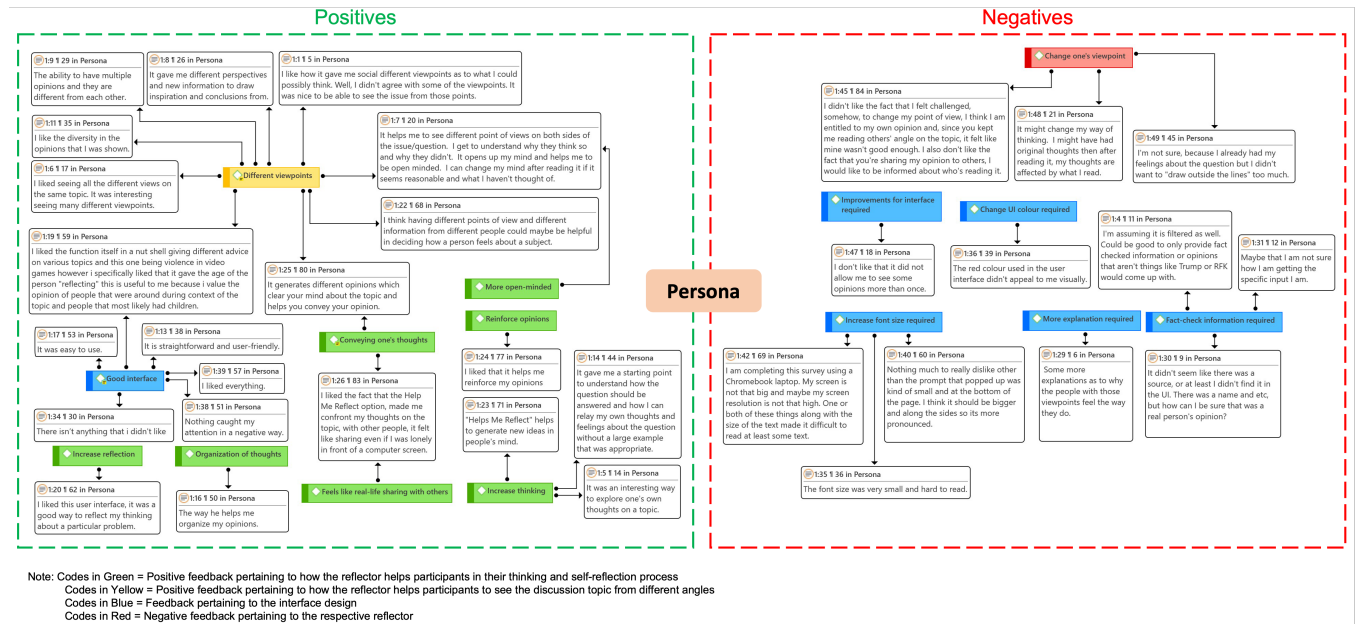 Positives
Negatives
1:9 ¶ 29 in Persona
The ability to have multiple
opinions and they are
different from each other.
1:8 ¶ 26 in Persona
It gave me different perspectives
and new information to draw
inspiration and conclusions from.
1:1 ¶ 5 in Persona
I like how it gave me social different viewpoints as to what I could
possibly think. Well, I didn't agree with some of the viewpoints. It
was nice to be able to see the issue from those points.
1:11 ¶ 35 in Persona
I like the diversity in the
opinions that I was shown.
1:7 ¶ 20 in Persona
It helps me to see different point of views on both sides of
the issue/question.  I get to understand why they think so
and why they didn't.  It opens up my mind and helps me to
be open minded.  I can change my mind after reading it if it
seems reasonable and what I haven't thought of.
1:6 ¶ 17 in Persona
I liked seeing all the different views on
the same topic. It was interesting
seeing many different viewpoints.
Different viewpoints
1:22 ¶ 68 in Persona
I think having different points of view and different
information from different people could maybe be helpful
in deciding how a person feels about a subject.
1:19 ¶ 59 in Persona
I liked the function itself in a nut shell giving different advice
on various topics and this one being violence in video
games however i specifically liked that it gave the age of the
person "reflecting" this is useful to me because i value the
opinion of people that were around during context of the
topic and people that most likely had children.
1:25 ¶ 80 in Persona
It generates different opinions which
clear your mind about the topic and
helps you convey your opinion.
More open-minded
Reinforce opinions
1:17 ¶ 53 in Persona
It was easy to use.
1:13 ¶ 38 in Persona
It is straightforward and user-friendly.
Conveying one's thoughts
1:24 ¶ 77 in Persona
I liked that it helps me
reinforce my opinions
1:14 ¶ 44 in Persona
It gave me a starting point
to understand how the
question should be
answered and how I can
relay my own thoughts and
feelings about the question
without a large example
that was appropriate.
Good interface
1:39 ¶ 57 in Persona
I liked everything.
1:26 ¶ 83 in Persona
I liked the fact that the Help
Me Reflect option, made me
confront my thoughts on the
topic, with other people, it felt
like sharing even if I was lonely
in front of a computer screen.
1:23 ¶ 71 in Persona
"Helps Me Reflect" helps
to generate new ideas in
people's mind.
1:34 ¶ 30 in Persona
There isn't anything that i didn't like
1:38 ¶ 51 in Persona
Nothing caught my
attention in a negative way.
Increase reflection
Organization of thoughts
1:20 ¶ 62 in Persona
I liked this user interface, it was a
good way to reflect my thinking
about a particular problem.
1:16 ¶ 50 in Persona
The way he helps me
organize my opinions.
Feels like real-life sharing with others
Increase thinking
1:5 ¶ 14 in Persona
It was an interesting way
to explore one's own
thoughts on a topic.
Persona
Change one's viewpoint
1:45 ¶ 84 in Persona
I didn't like the fact that I felt challenged,
somehow, to change my point of view, I think I am
entitled to my own opinion and, since you kept
me reading others' angle on the topic, it felt like
mine wasn't good enough. I also don't like the
fact that you're sharing my opinion to others, I
would like to be informed about who's reading it.
1:48 ¶ 21 in Persona
It might change my way of
thinking.  I might have had
original thoughts then after
reading it, my thoughts are
affected by what I read.
1:49 ¶ 45 in Persona
I'm not sure, because I already had my
feelings about the question but I didn't
want to "draw outside the lines" too much.
Improvements for interface
required
Change UI colour required
1:47 ¶ 18 in Persona
I don't like that it did not
allow me to see some
opinions more than once.
1:36 ¶ 39 in Persona
The red colour used in the user
interface didn't appeal to me visually.
1:4 ¶ 11 in Persona
I'm assuming it is filtered as well.
Could be good to only provide fact
checked information or opinions
that aren't things like Trump or RFK
would come up with.
1:31 ¶ 12 in Persona
Maybe that I am not sure
how I am getting the
specific input I am.
Increase font size required
More explanation required
Fact-check information required
1:42 ¶ 69 in Persona
I am completing this survey using a
Chromebook laptop. My screen is
not that big and maybe my screen
resolution is not high. One or
both of these things along with the
size of the text made it difficult to
read at least some text.
1:40 ¶ 60 in Persona
Nothing much to really dislike other
than the prompt that popped up was
kind of small and at the bottom of
the page. I think it should be bigger
and along the sides so its more
pronounced.
1:29 ¶ 6 in Persona
Some more
explanations as to why
the people with those
viewpoints feel the way
they do.
1:30 ¶ 9 in Persona
It didn't seem like there was a
source, or at least I didn't find it in
the UI. There was a name and etc,
but how can I be sure that was a
real person's opinion?
1:35 ¶ 36 in Persona
The font size was very small and hard to read.
Note: Codes in Green = Positive feedback pertaining to how the reflector helps participants in their thinking and self-reflection process
Codes in Yellow = Positive feedback pertaining to how the reflector helps participants to see the discussion topic from different angles
Codes in Blue = Feedback pertaining to the interface design
Codes in Red = Negative feedback pertaining to the respective reflector